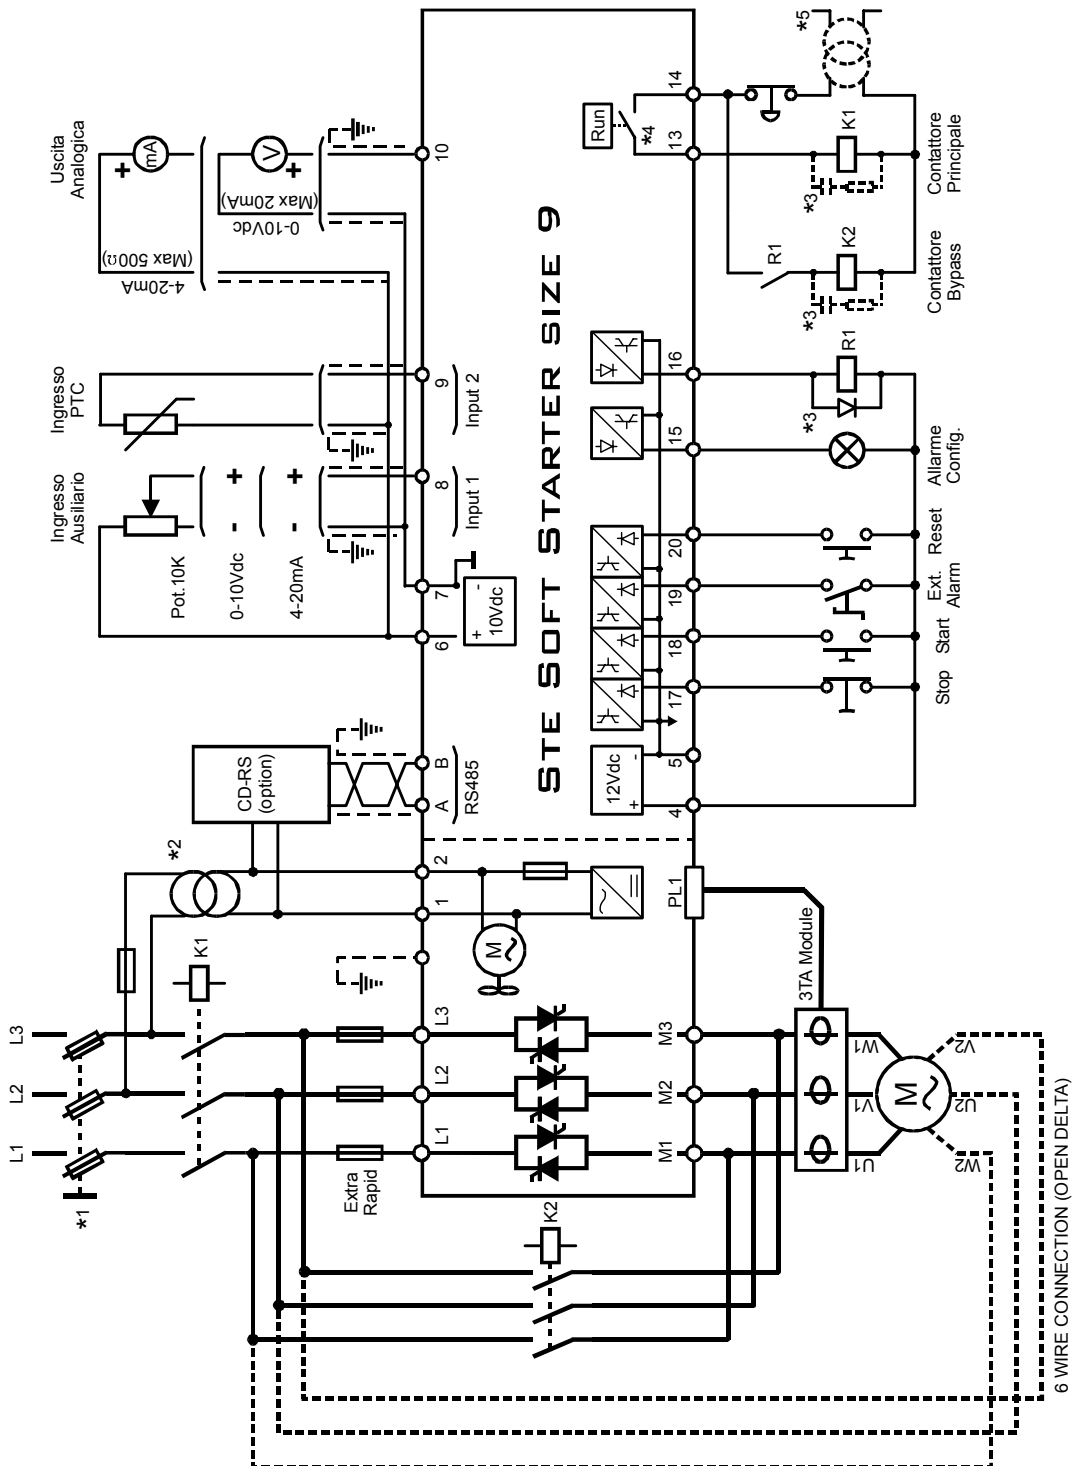 *5
Uscita
Analogica
mA
+
V
+
(Max 20mA)
0-10Vdc
(Max 500Ω)
4-20mA
Ingresso
PTC
Ingresso
Ausiliario
Pot.10K
0-10Vdc
- +
4-20mA
- +
10
9
Input 2
8
Input 1
7
6
+ -
10Vdc
CD-RS
(option)
B
A
RS485
*2
2
1
K1
L3
L2
L1
*1
Extra
Rapid
L3
L2
L1
M
M3
M2
M1
K2
PL1
3TA Module
W1
V1
U1
M
V2
U2
W2
6 WIRE CONNECTION (OPEN DELTA)
STE SOFT STARTER SIZE 9
Run
*4
14
13
16
15
20
19
18
17
12Vdc
+ -
5
4
K1
*3
Contattore
Principale
R1
K2
*3
Contattore
Bypass
R1
*3
Allarme
Config.
Reset
Ext.
Alarm
Start
Stop